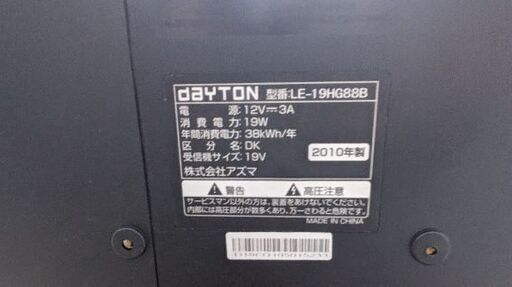 dayTON 型番:LE-19HG88B
電 源:12V⎓3A
消 費 電 力:19W
年間消費電力:38kWh/年
区 分 名:DK
受信機サイズ:19V
2010年製
株式会社アズマ
⚠警告 ⚠高圧注意
サービスマン以外の方は、裏蓋をあけないでください。
内部には高圧部分が数多くあり、万一さわると危険です。
MADE IN CHINA